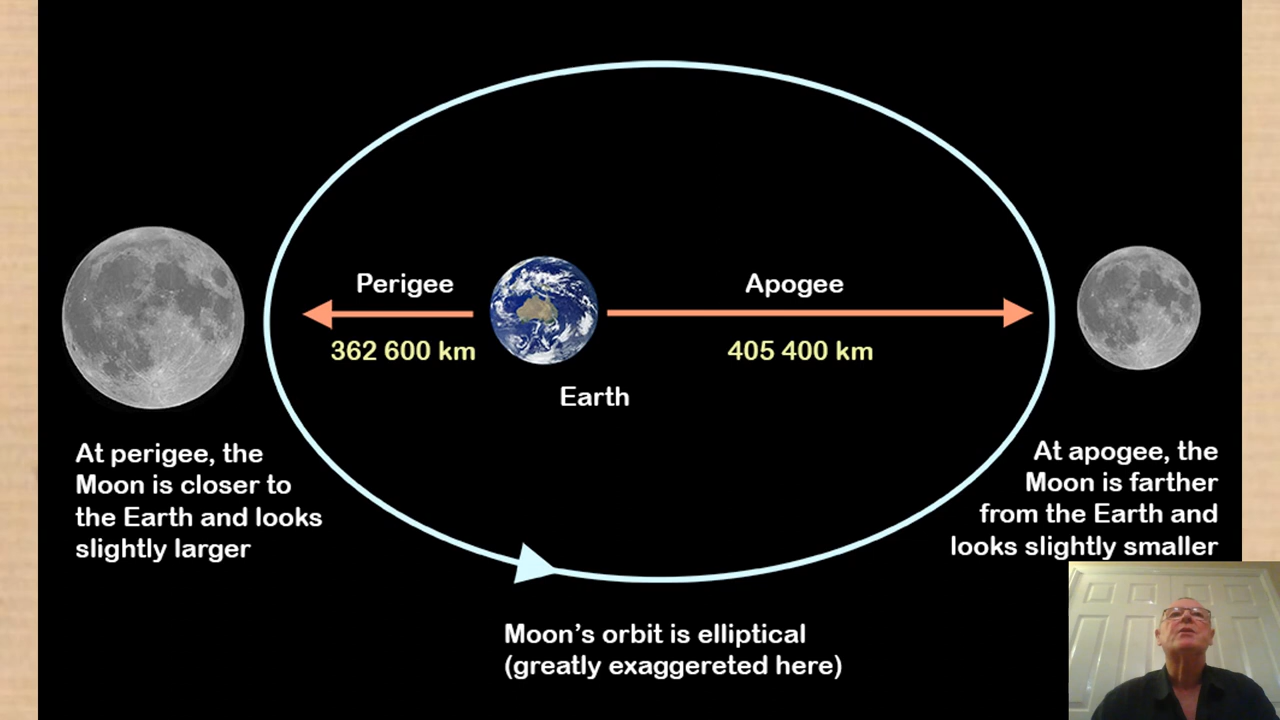 Perigee
362 600 km
Apogee
405 400 km
Earth
At perigee, the
Moon is closer to
the Earth and looks
slightly larger
At apogee, the
Moon is farther
from the Earth and
looks slightly smaller
Moon’s orbit is elliptical
(greatly exaggereted here)